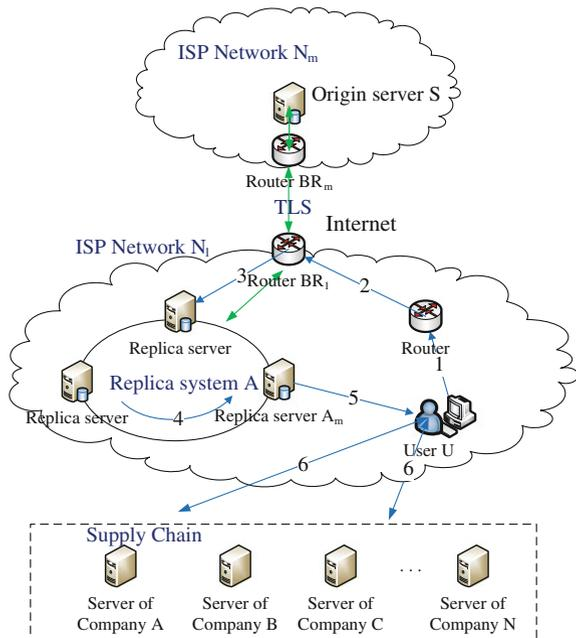 ISP Network Nm
Origin server S
Router BRm
TLS
Internet
ISP Network Nl
3
Router BRl
2
Replica server
Router
1
Replica system A
Replica server
4
Replica server Am
5
User U
6
6
Supply Chain
...
Server of
Company A
Server of
Company B
Server of
Company C
Server of
Company N